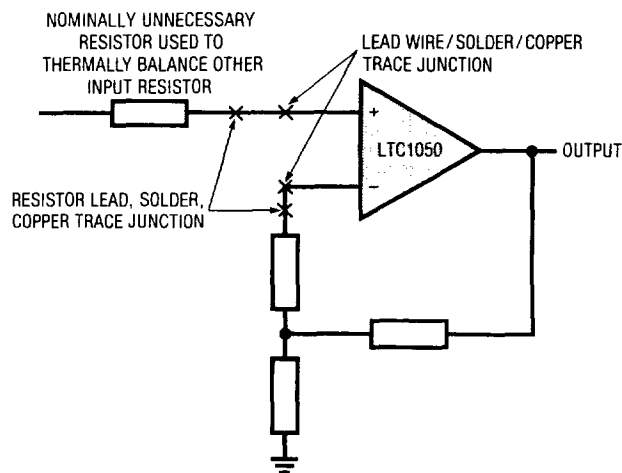 NOMINALLY UNNECESSARY
RESISTOR USED TO
THERMALLY BALANCE OTHER
INPUT RESISTOR
LEAD WIRE/SOLDER/COPPER
TRACE JUNCTION
+
LTC1050
−
OUTPUT
RESISTOR LEAD, SOLDER,
COPPER TRACE JUNCTION